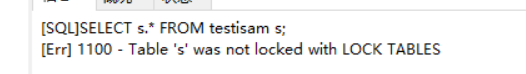 [SQL]SELECT s.* FROM testisam s;
[Err] 1100 - Table 's' was not locked with LOCK TABLES